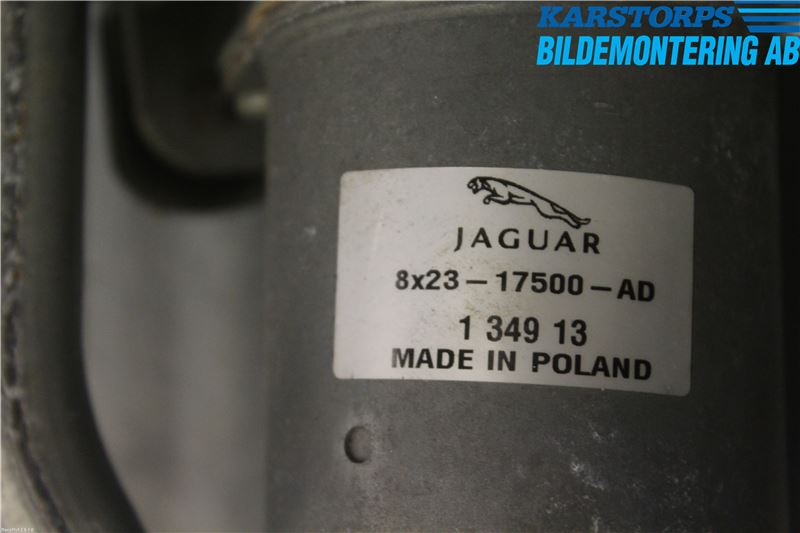 KARSTORPS
BILDEMONTERING AB
JAGUAR
8x23-17500-AD
1 349 13
MADE IN POLAND